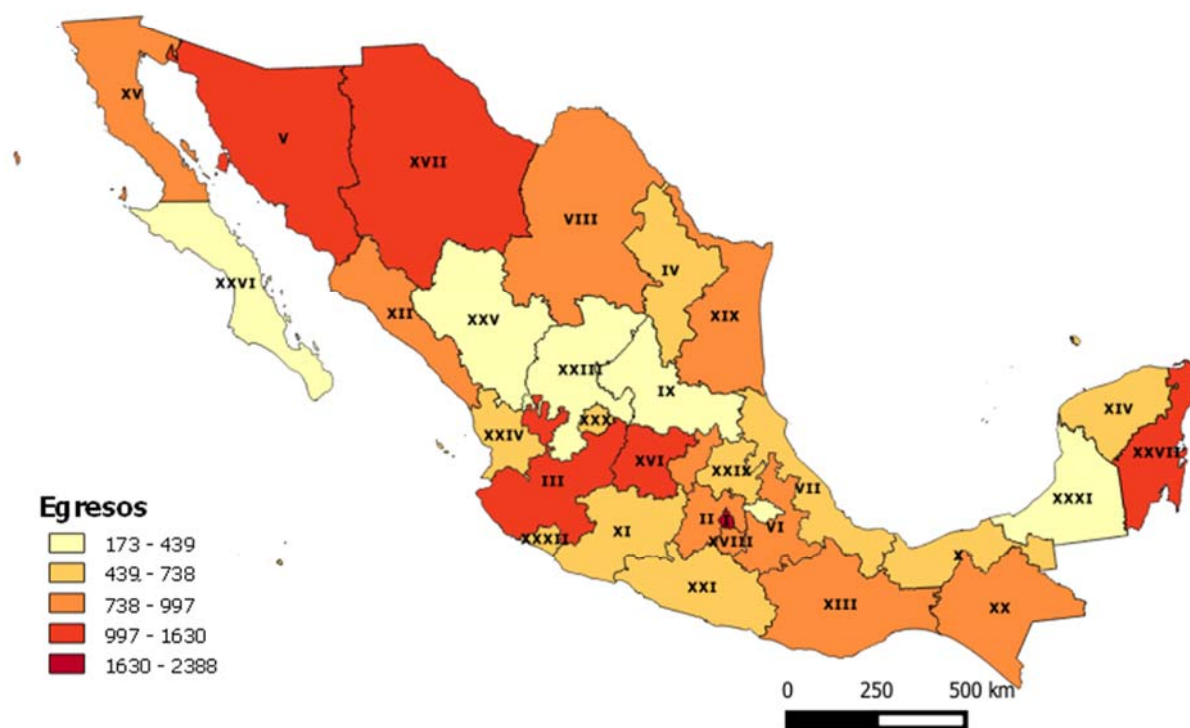 XV
V
XVII
VIII
IV
XXVI
XXV
XII
XIX
XXIII
IX
XXX
XXIV
XIV
XVI
III
XXIX
XXVII
VII
XXXI
II
I
VI
XI
XXXII
XVIII
X
XXI
XIII
XX
Egresos
173 - 439
439 - 738
738 - 997
997 - 1630
1630 - 2388
0 250 500 km